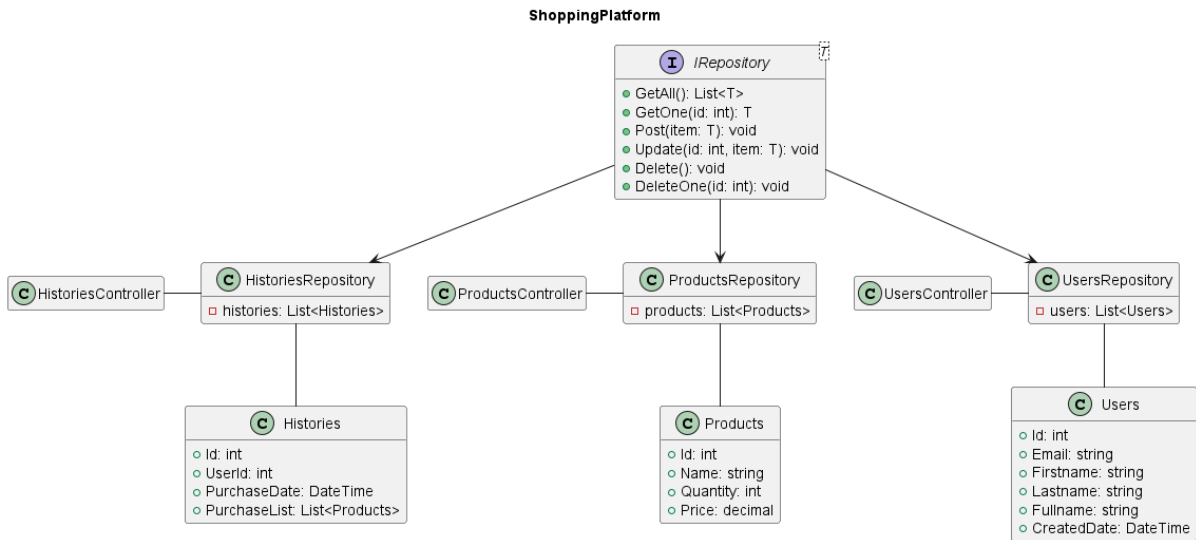 ShoppingPlatform
T
I IRepository
GetAll(): List<T>
GetOne(id: int): T
Post(item: T): void
Update(id: int, item: T): void
Delete(): void
DeleteOne(id: int): void
C HistoriesController
C HistoriesRepository
histories: List<Histories>
C ProductsController
C ProductsRepository
products: List<Products>
C UsersController
C UsersRepository
users: List<Users>
C Histories
Id: int
UserId: int
PurchaseDate: DateTime
PurchaseList: List<Products>
C Products
Id: int
Name: string
Quantity: int
Price: decimal
C Users
Id: int
Email: string
Firstname: string
Lastname: string
Fullname: string
CreatedDate: DateTime